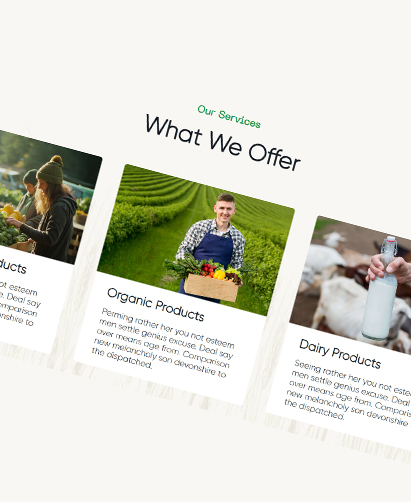 Our Services
What We Offer
ducts
ot esteem
e. Deal say
omparison
onshire to
Organic Products
Perming rather her you not esteem
men settle genius excuse. Deal say
over means age from. Comparison
new melancholy son devonshire to
the dispatched.
Dairy Products
Seeing rather her you not este
men settle genius excuse. Deal
over means age from. Comparis
new melancholy son devonshire
the dispatched.